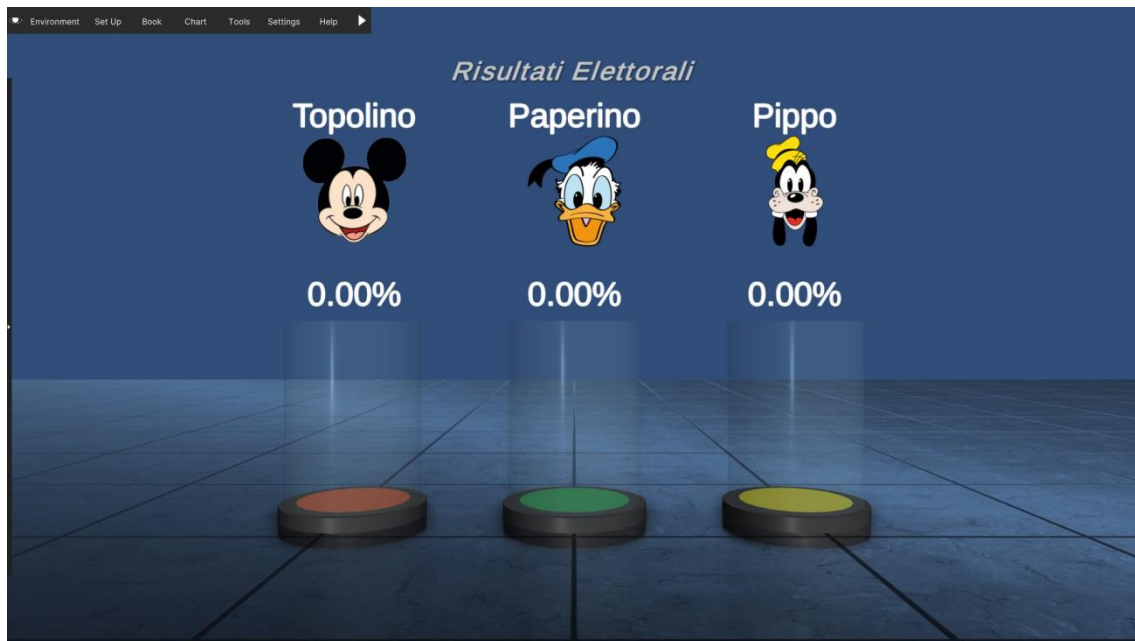 Environment Set Up Book Chart Tools Settings Help
Risultati Elettorali
Topolino Paperino Pippo
0.00% 0.00% 0.00%